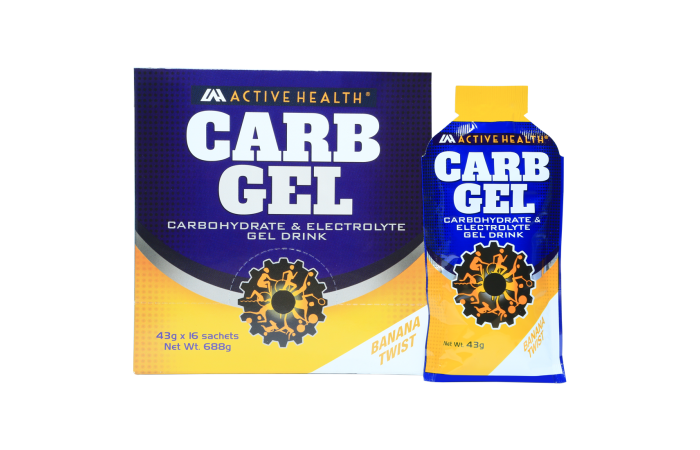 ACTIVE HEALTH®
CARB
GEL
CARBOHYDRATE & ELECTROLYTE
GEL DRINK
43g x 16 sachets
Net Wt. 688g
BANANA
TWIST
ACTIVE HEALTH®
CARB
GEL
CARBOHYDRATE &
ELECTROLYTE
GEL DRINK
Net Wt. 43g
BANANA
TWIST